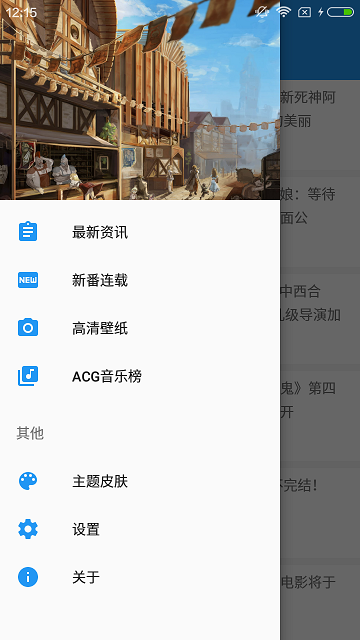 12:15
最新资讯
新番连载
高清壁纸
ACG音乐榜
其他
主题皮肤
设置
关于
NEW
新死神阿
的美丽
娘：等待
面公
中西合
儿级导演加
鬼》第四
开
不完结！
电影将于